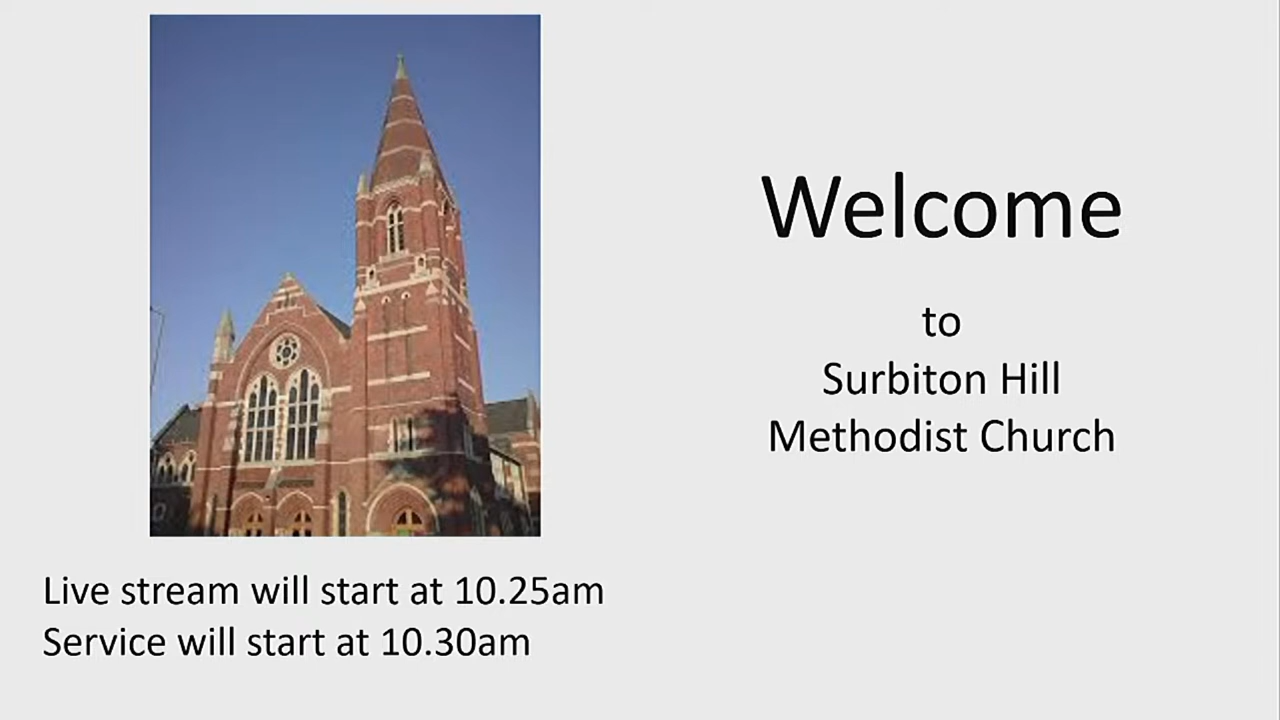 Welcome
to
Surbiton Hill
Methodist Church
Live stream will start at 10.25am
Service will start at 10.30am